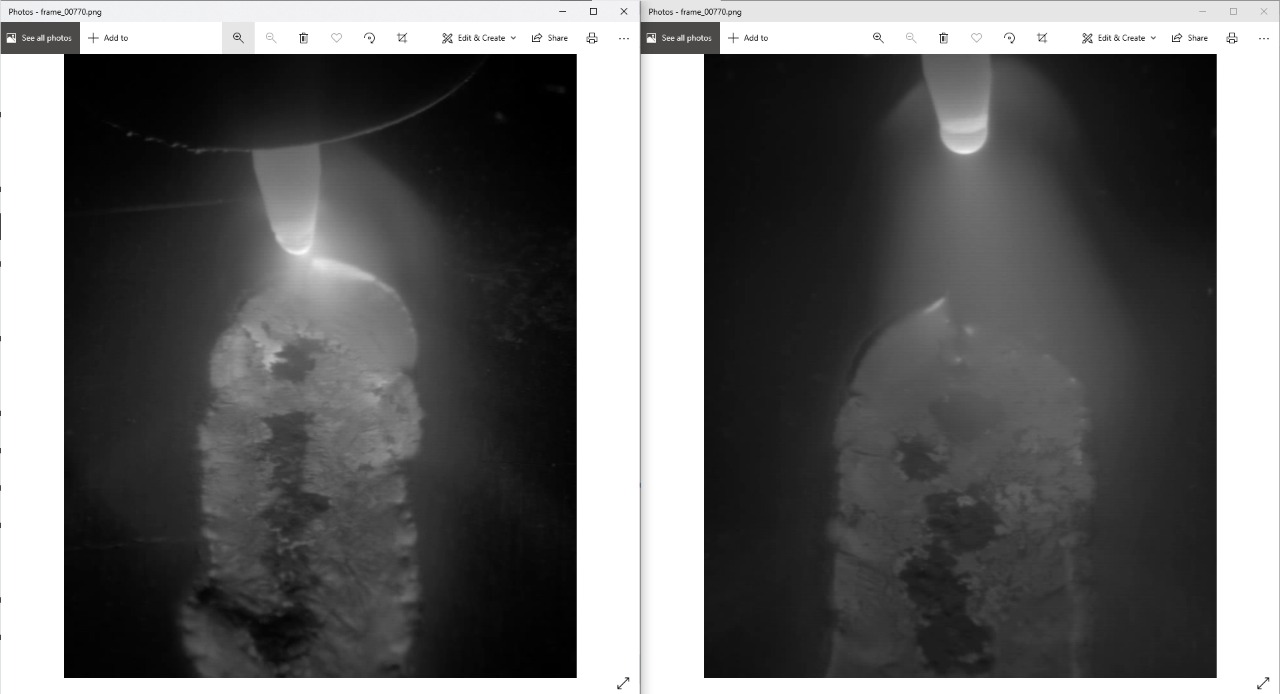 Photos - frame_00770.png
See all photos
Add to
Edit & Create
Share
Photos - frame_00770.png
See all photos
Add to
Edit & Create
Share